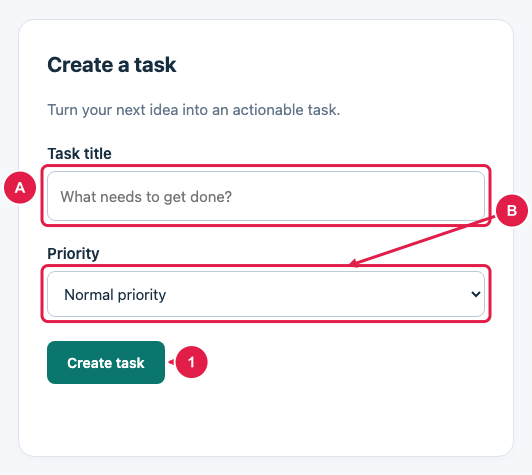 Create a task
Turn your next idea into an actionable task.
Task title
A
What needs to get done?
B
Priority
Normal priority
Create task
1